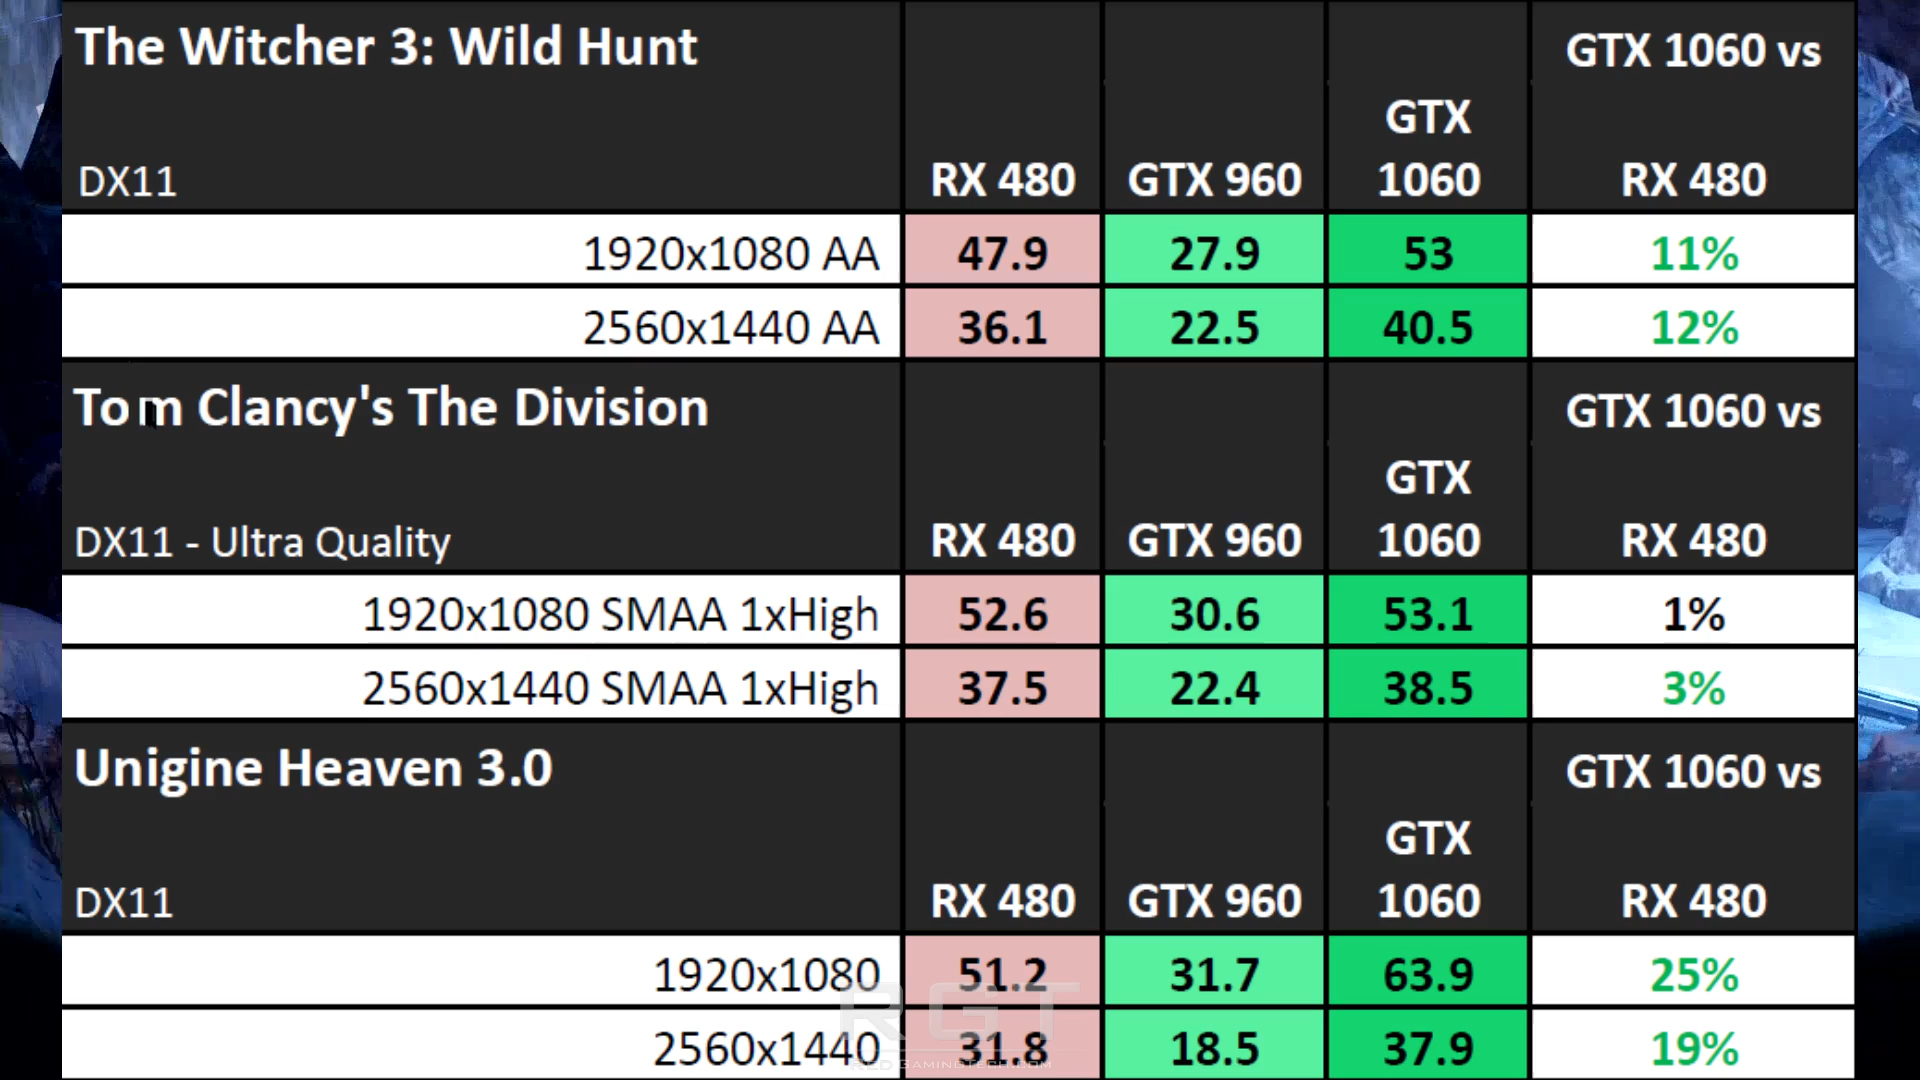 The Witcher 3: Wild Hunt
GTX 1060 vs
GTX
DX11 RX 480 GTX 960 1060 RX 480
1920x1080 AA 47.9 27.9 53 11%
2560x1440 AA 36.1 22.5 40.5 12%
Tom Clancy's The Division
GTX 1060 vs
GTX
DX11 - Ultra Quality RX 480 GTX 960 1060 RX 480
1920x1080 SMAA 1xHigh 52.6 30.6 53.1 1%
2560x1440 SMAA 1xHigh 37.5 22.4 38.5 3%
Unigine Heaven 3.0
GTX 1060 vs
GTX
DX11 RX 480 GTX 960 1060 RX 480
1920x1080 51.2 31.7 63.9 25%
2560x1440 31.8 18.5 37.9 19%
RGT
REDGAMINGTECH.COM